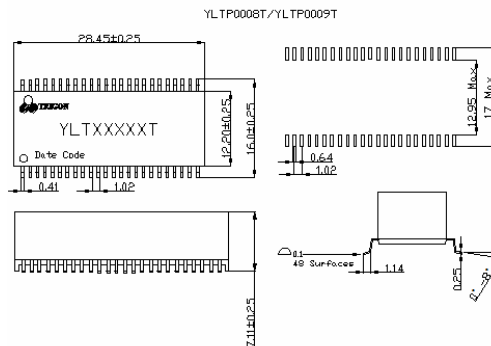 YLTP0008T/YLTP0009T
28.45±0.25
YLTXXXXXT
Date Code
12.20±0.25
16.0±0.25
0.41
1.02
12.95 Max
17 Max
0.64
1.02
7.11±0.25
0.1
48 Surfaces
1.14
0.25
0°-8°